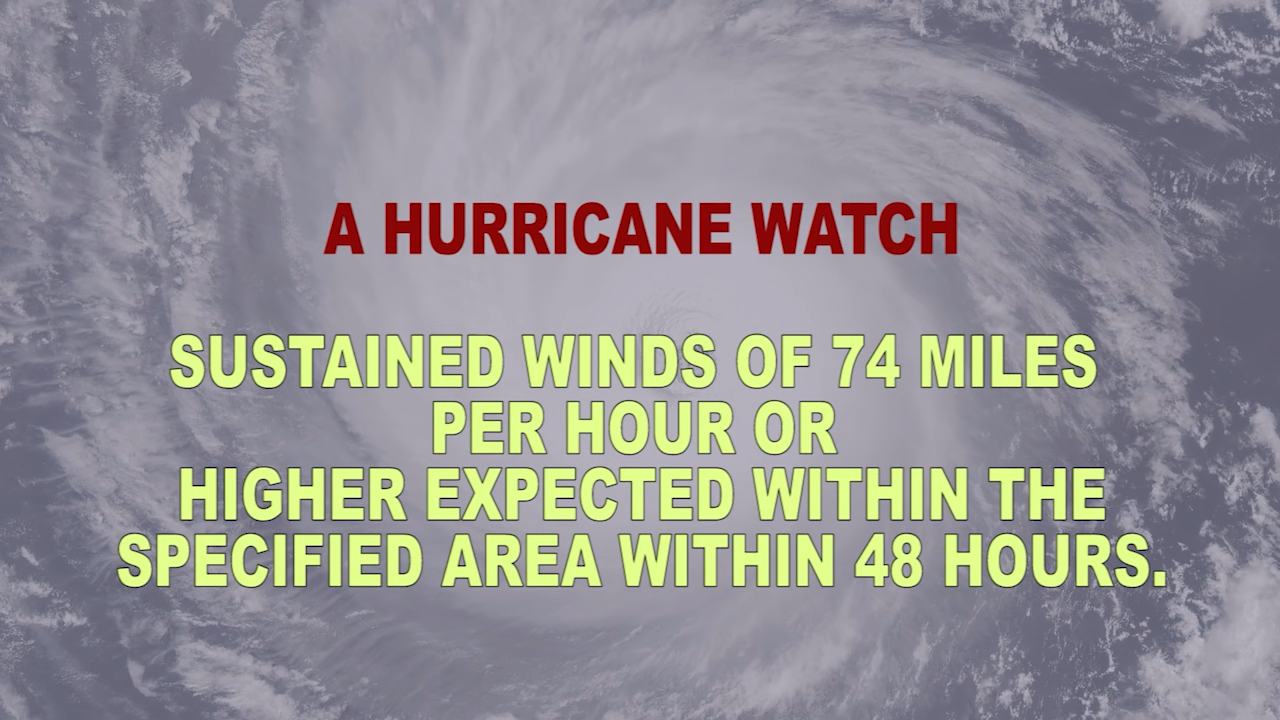 A HURRICANE WATCH
SUSTAINED WINDS OF 74 MILES
PER HOUR OR
HIGHER EXPECTED WITHIN THE
SPECIFIED AREA WITHIN 48 HOURS.